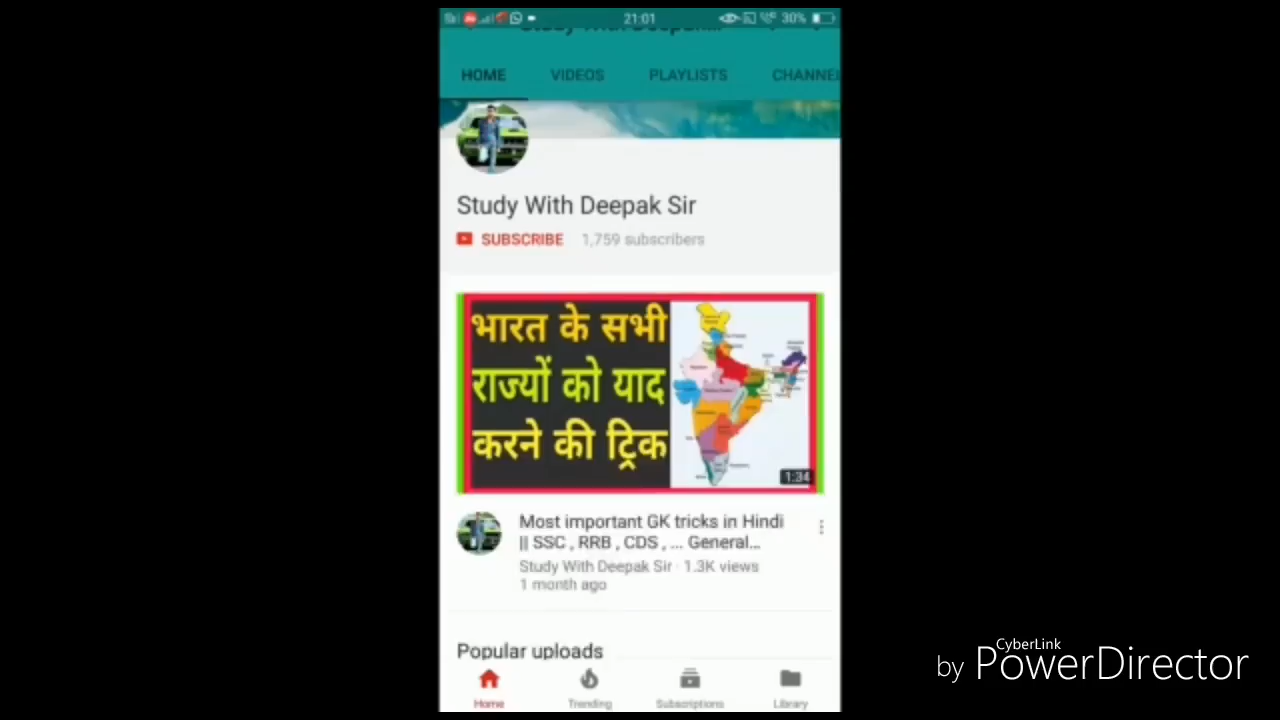 21:01
30%
HOME VIDEOS PLAYLISTS CHANNEL
Study With Deepak Sir
SUBSCRIBE 1,759 subscribers
भारत के सभी
राज्यों को याद
करने की ट्रिक
1:34
Most important GK tricks in Hindi
|| SSC , RRB , CDS , ... General...
Study With Deepak Sir · 1.3K views
1 month ago
Popular uploads
Home Trending Subscriptions Library
CyberLink
by PowerDirector